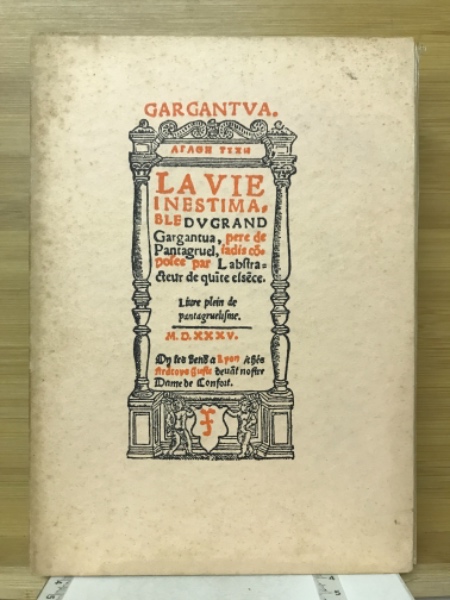 GARGANTVA.
ΑΓΑΘΗ ΤΥΧΗ
LA VIE
INESTIMA-
BLE DV GRAND
Gargantua, pere de
Pantagruel, iadis cõ-
posée par L'abstra-
cteur de quĩte essẽce.
Liure plein de
pantagruelisme.
M.D.XXXV.
On les vend a Lyon
deuãt nostre
Dame de Confort.
F